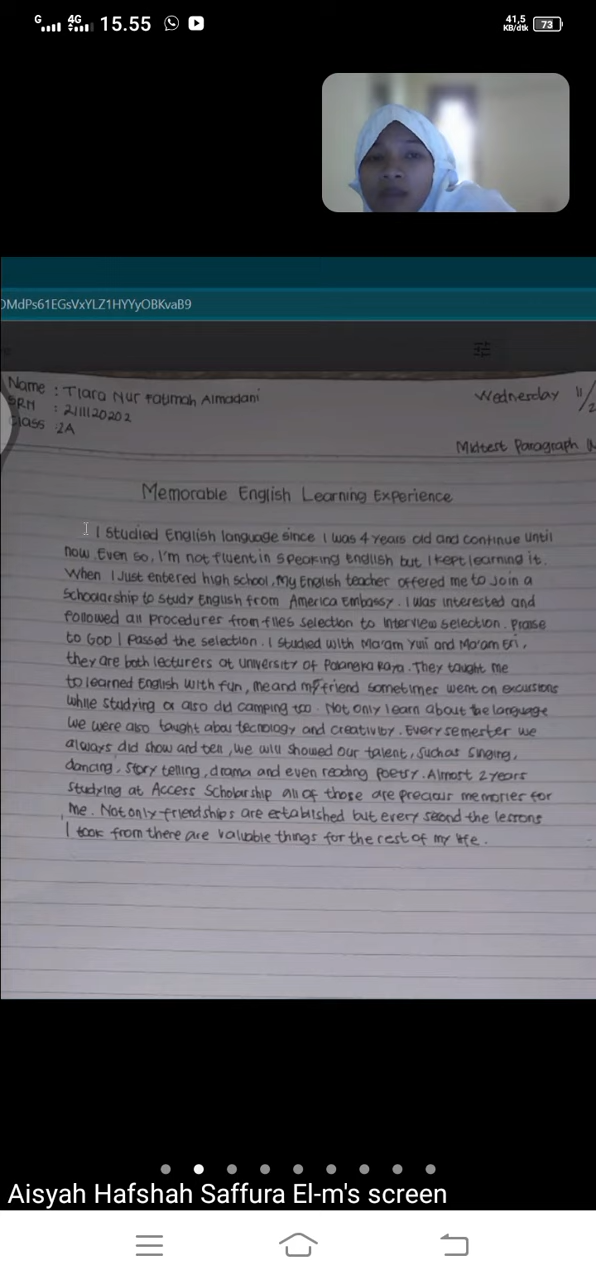 G 4G 15.55 41,5 KB/dtk 73
DMdPs61EGsVxYLZ1HYYyOBKvaB9
Name : Tiara Nur Fatimah Almadani
Wednesday 11/2
SRN : 2111120202
Class : 2A
Midtest Paragraph W
Memorable English Learning Experience
I studied English language since I was 4 years old and continue until
now. Even so, I'm not fluent in speaking english but I kept learning it.
When I Just entered high school, My English teacher offered me to Join a
Schoolarship to study English from America Embassy. I was interested and
followed all procedures from files selection to Interview selection. Praise
to God I passed the selection. I studied with Ma'am Yuli and Ma'am Eri,
they are both lecturers at university of Palangka Raya. They taught me
to learned English with fun, me and my friend sometimes went on excursions
while studying or also did camping too. Not only learn about the language
we were also taught about tecnology and creativity. Every semester we
always did show and tell, we will showed our talent, such as singing,
dancing, story telling, drama and even reading poetry. Almost 2 years
studying at Access Scholarship all of those are precious memories for
me. Not only friendships are established but every second the lessons
I took from there are valuable things for the rest of my life.
Aisyah Hafshah Saffura El-m's screen